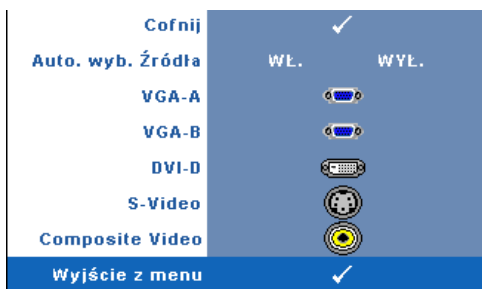 Cofnij
Auto. wyb. Źródła WŁ. WYŁ.
VGA-A
VGA-B
DVI-D
S-Video
Composite Video
Wyjście z menu